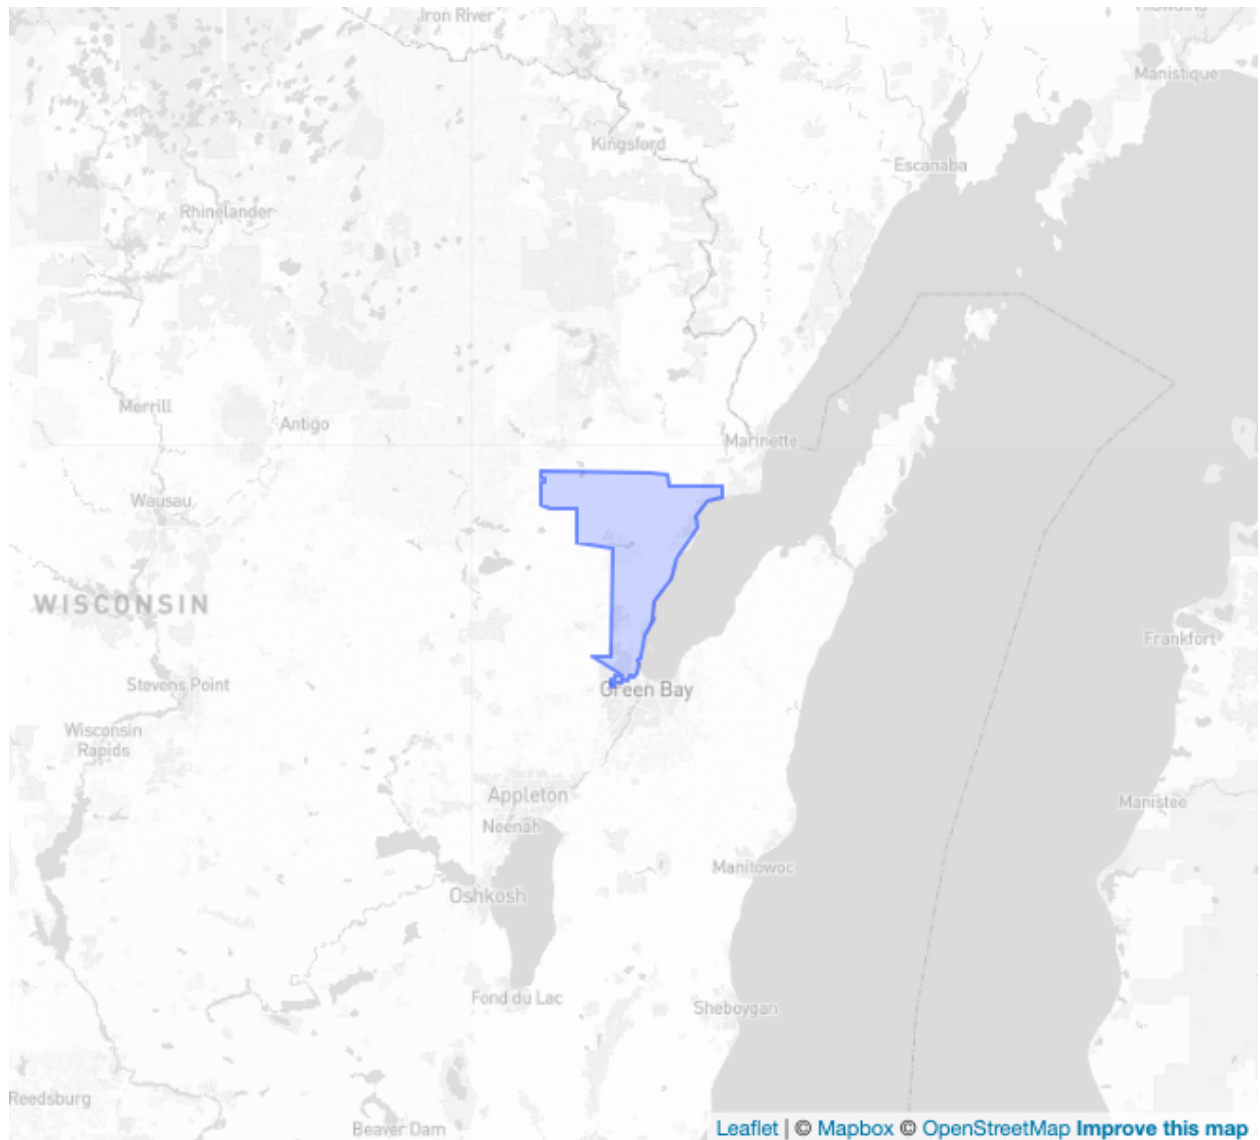 Iron River
Manistique
Kingsford
Escanaba
Rhinelander
Merrill
Antigo
Marinette
Wausau
WISCONSIN
Frankfort
Stevens Point
Green Bay
Wisconsin
Rapids
Appleton
Manistee
Neenah
Manitowoc
Oshkosh
Fond du Lac
Sheboygan
Reedsburg
Beaver Dam
Leaflet | © Mapbox © OpenStreetMap Improve this map